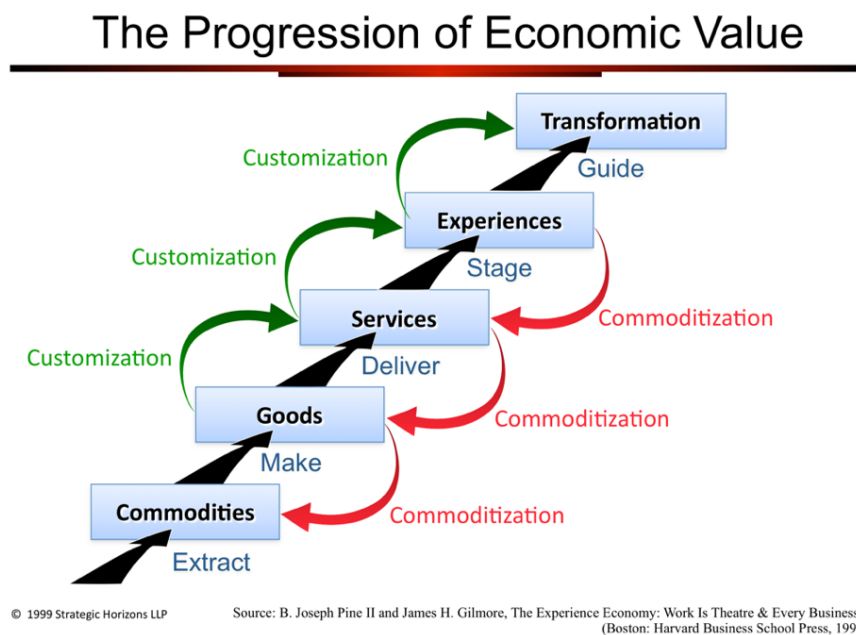 The Progression of Economic Value
Transformation
Customization
Guide
Experiences
Customization
Stage
Services
Commoditization
Customization
Deliver
Goods
Commoditization
Make
Commodities
Commoditization
Extract
© 1999 Strategic Horizons LLP
Source: B. Joseph Pine II and James H. Gilmore, The Experience Economy: Work Is Theatre & Every Business
(Boston: Harvard Business School Press, 199